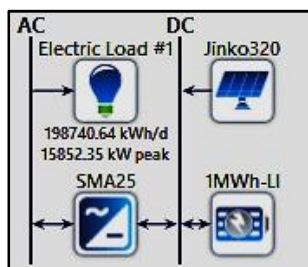 AC DC
Electric Load #1 Jinko320
198740.64 kWh/d
15852.35 kW peak
SMA25 1MWh-LI